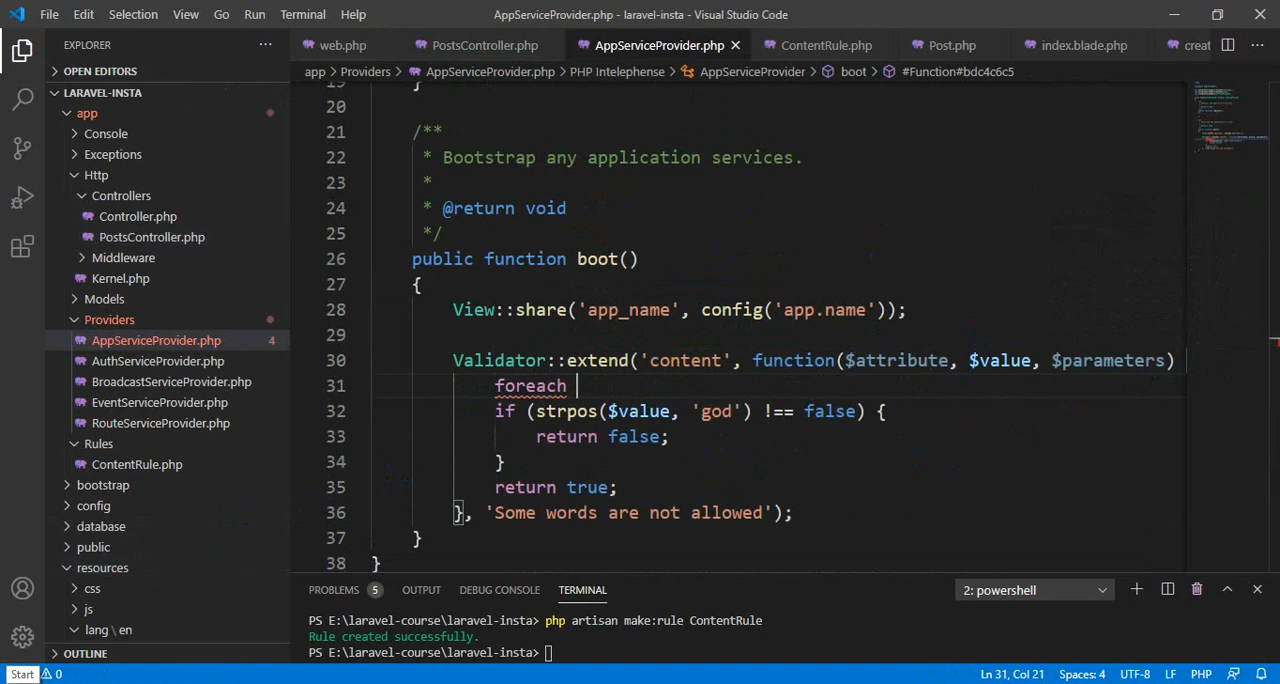 File Edit Selection View Go Run Terminal Help AppServiceProvider.php - laravel-insta - Visual Studio Code
EXPLORER
web.php PostsController.php AppServiceProvider.php ContentRule.php Post.php index.blade.php creat
app Providers AppServiceProvider.php PHP Intelephense AppServiceProvider boot #Function#bdc4c6c5
OPEN EDITORS
LARAVEL-INSTA
app
Console
Exceptions
Http
Controllers
Controller.php
PostsController.php
Middleware
Kernel.php
Models
Providers
AppServiceProvider.php 4
AuthServiceProvider.php
BroadcastServiceProvider.php
EventServiceProvider.php
RouteServiceProvider.php
Rules
ContentRule.php
bootstrap
config
database
public
resources
css
js
lang \ en
OUTLINE
19 }
20
21 /**
22 * Bootstrap any application services.
23 *
24 * @return void
25 */
26 public function boot()
27 {
28 View::share('app_name', config('app.name'));
29
30 Validator::extend('content', function($attribute, $value, $parameters)
31 foreach
32 if (strpos($value, 'god') !== false) {
33 return false;
34 }
35 return true;
36 }, 'Some words are not allowed');
37 }
38 }
PROBLEMS 5 OUTPUT DEBUG CONSOLE TERMINAL 2: powershell
PS E:\laravel-course\laravel-insta> php artisan make:rule ContentRule
Rule created successfully.
PS E:\laravel-course\laravel-insta>
Start 0 Ln 31, Col 21 Spaces: 4 UTF-8 LF PHP